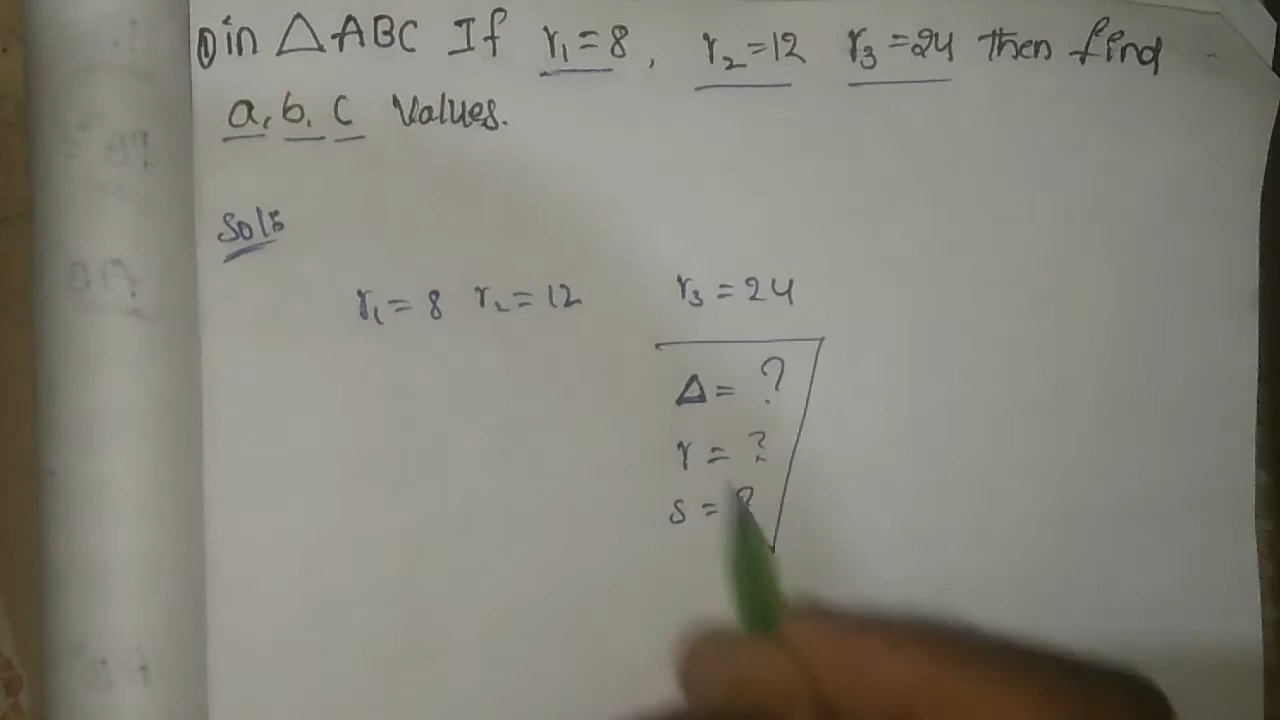 ① in △ABC If r₁=8, r₂=12 r₃=24 then find
a, b, c Values.
Sol:
r₁=8 r₂=12 r₃=24
Δ= ?
r= ?
s= ?